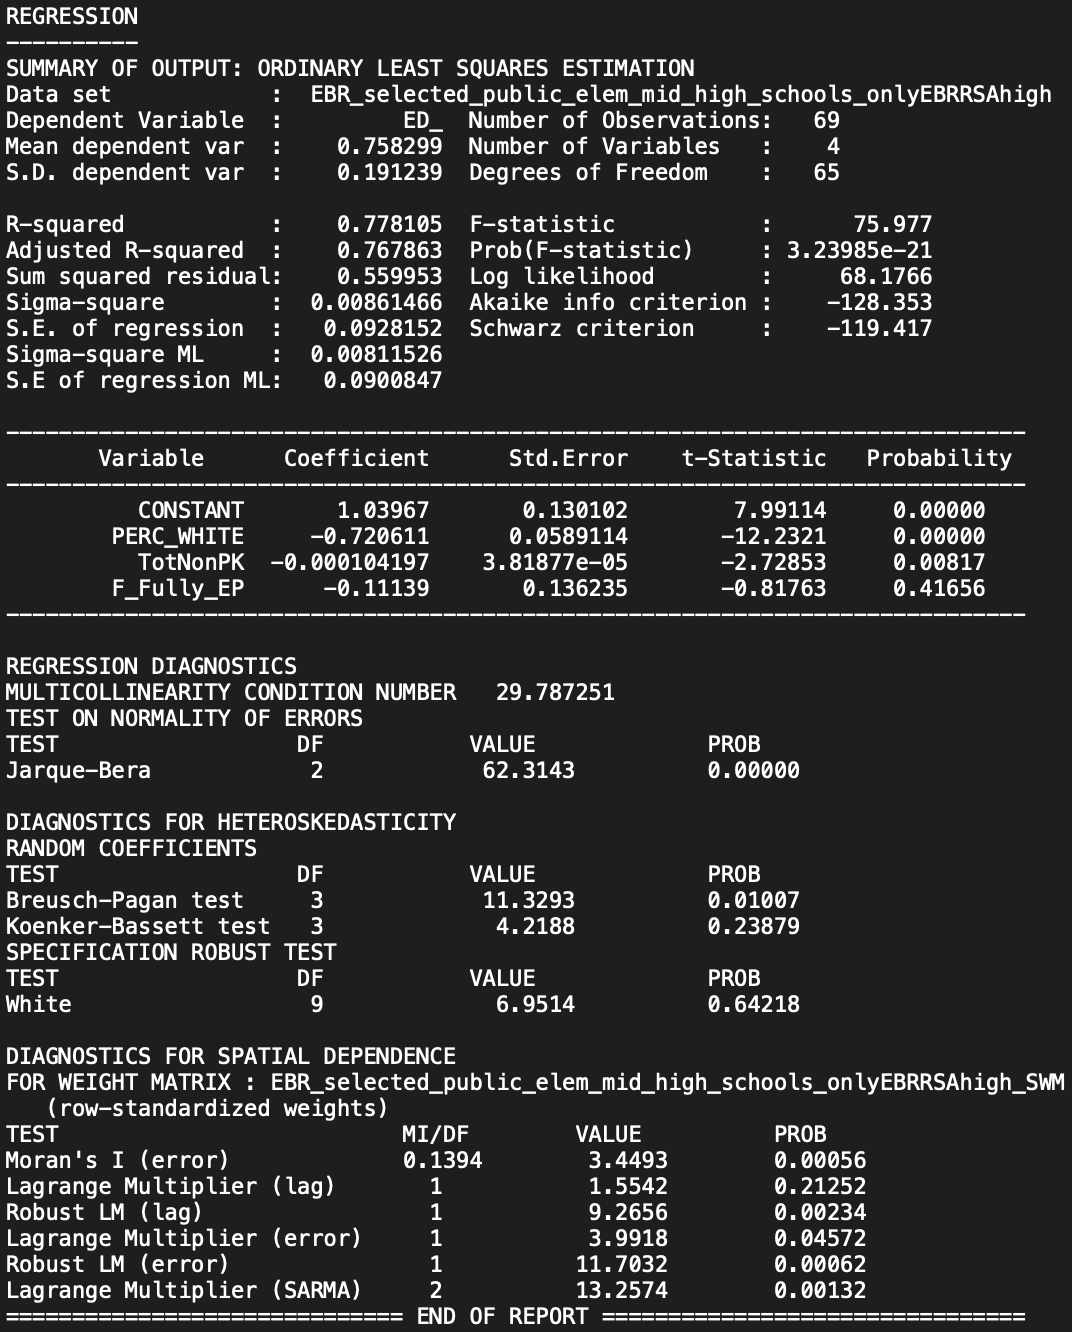 REGRESSION
----------
SUMMARY OF OUTPUT: ORDINARY LEAST SQUARES ESTIMATION
Data set            :  EBR_selected_public_elem_mid_high_schools_onlyEBRRSAhigh
Dependent Variable  :         ED_  Number of Observations:   69
Mean dependent var  :    0.758299  Number of Variables   :    4
S.D. dependent var  :    0.191239  Degrees of Freedom    :   65
R-squared           :    0.778105  F-statistic           :      75.977
Adjusted R-squared  :    0.767863  Prob(F-statistic)     : 3.23985e-21
Sum squared residual:    0.559953  Log likelihood        :     68.1766
Sigma-square        :  0.00861466  Akaike info criterion :    -128.353
S.E. of regression  :   0.0928152  Schwarz criterion     :    -119.417
Sigma-square ML     :  0.00811526
S.E of regression ML:   0.0900847
-----------------------------------------------------------------------------
       Variable      Coefficient      Std.Error    t-Statistic   Probability
-----------------------------------------------------------------------------
          CONSTANT       1.03967       0.130102        7.99114     0.00000
        PERC_WHITE     -0.720611      0.0589114       -12.2321     0.00000
          TotNonPK  -0.000104197    3.81877e-05       -2.72853     0.00817
        F_Fully_EP      -0.11139       0.136235       -0.81763     0.41656
-----------------------------------------------------------------------------
REGRESSION DIAGNOSTICS
MULTICOLLINEARITY CONDITION NUMBER   29.787251
TEST ON NORMALITY OF ERRORS
TEST                  DF           VALUE             PROB
Jarque-Bera            2            62.3143          0.00000
DIAGNOSTICS FOR HETEROSKEDASTICITY
RANDOM COEFFICIENTS
TEST                  DF           VALUE             PROB
Breusch-Pagan test     3            11.3293          0.01007
Koenker-Bassett test   3             4.2188          0.23879
SPECIFICATION ROBUST TEST
TEST                  DF           VALUE             PROB
White                  9             6.9514          0.64218
DIAGNOSTICS FOR SPATIAL DEPENDENCE
FOR WEIGHT MATRIX : EBR_selected_public_elem_mid_high_schools_onlyEBRRSAhigh_SWM
   (row-standardized weights)
TEST                          MI/DF        VALUE          PROB
Moran's I (error)             0.1394        3.4493        0.00056
Lagrange Multiplier (lag)       1           1.5542        0.21252
Robust LM (lag)                 1           9.2656        0.00234
Lagrange Multiplier (error)     1           3.9918        0.04572
Robust LM (error)               1          11.7032        0.00062
Lagrange Multiplier (SARMA)     2          13.2574        0.00132
============================== END OF REPORT ================================